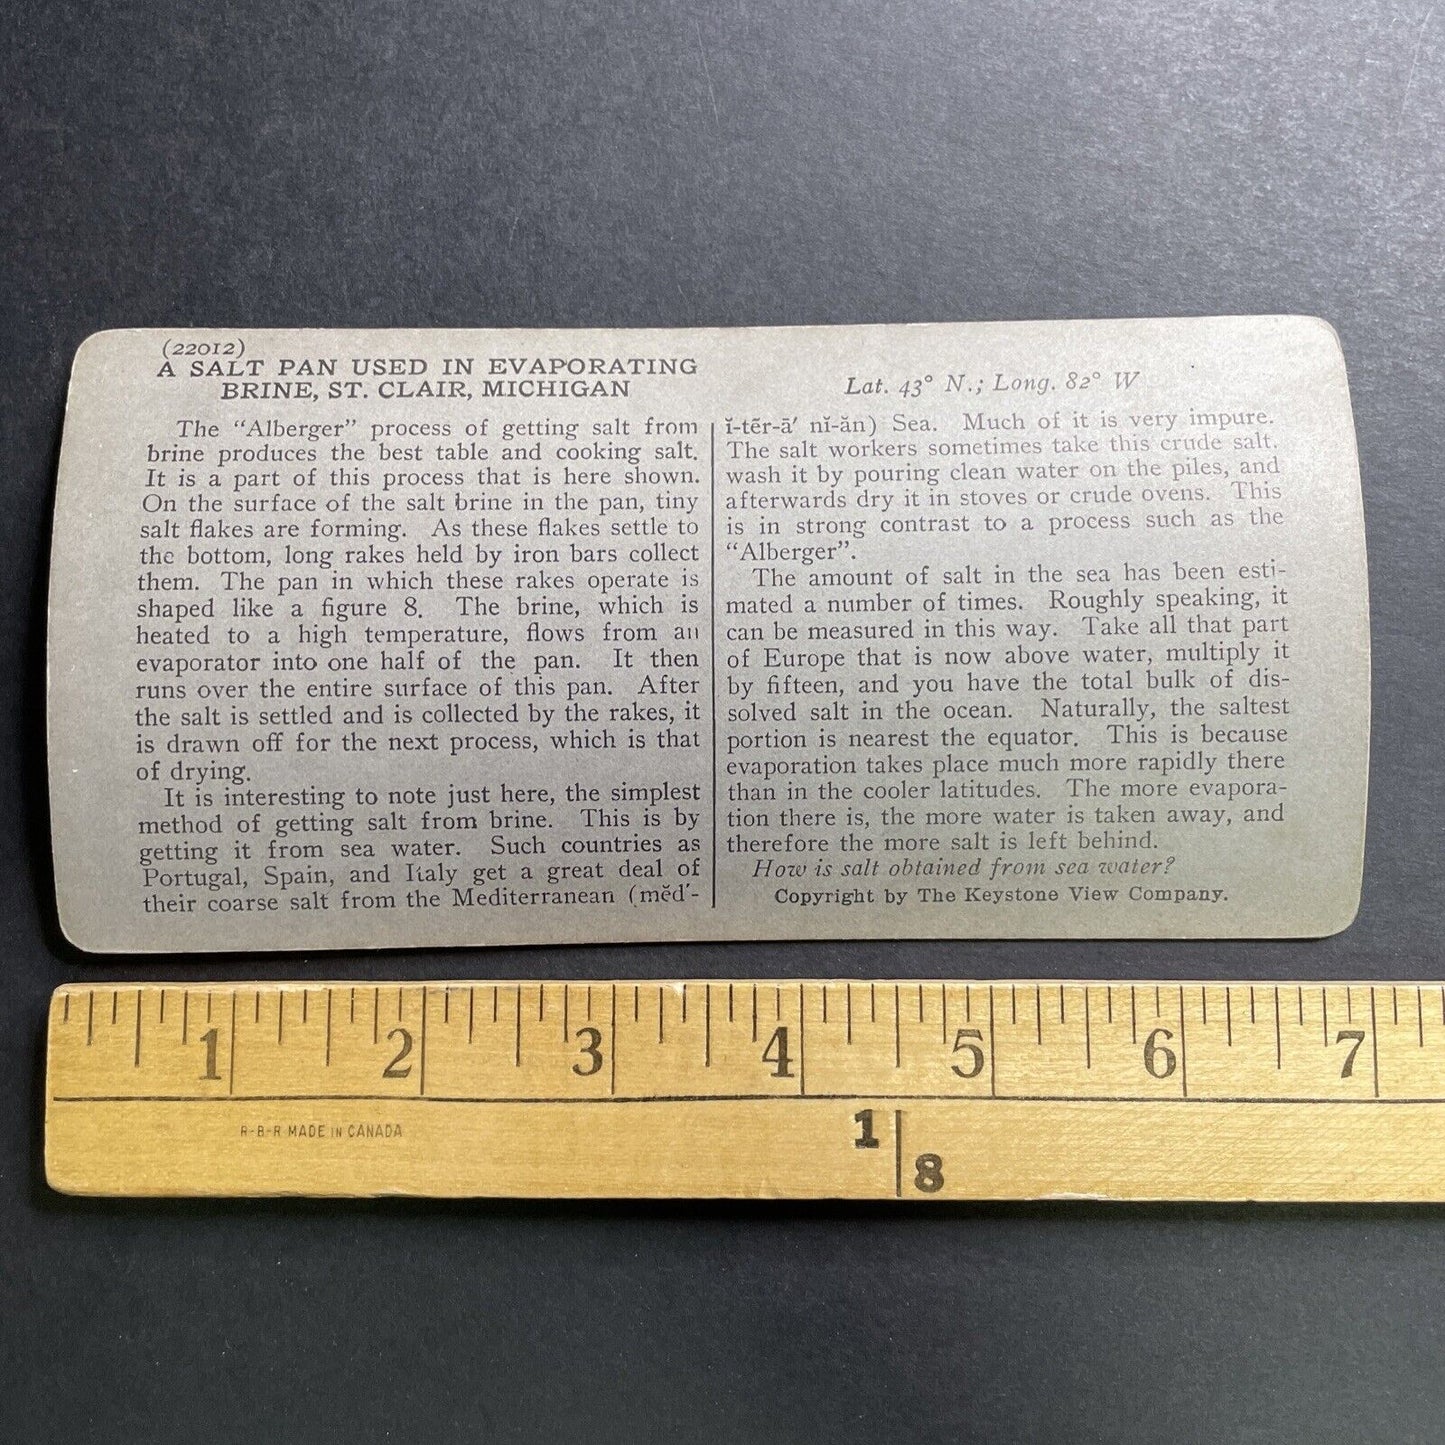 (22012)
A SALT PAN USED IN EVAPORATING
BRINE, ST. CLAIR, MICHIGAN
The "Alberger" process of getting salt from
brine produces the best table and cooking salt.
It is a part of this process that is here shown.
On the surface of the salt brine in the pan, tiny
salt flakes are forming. As these flakes settle to
the bottom, long rakes held by iron bars collect
them. The pan in which these rakes operate is
shaped like a figure 8. The brine, which is
heated to a high temperature, flows from an
evaporator into one half of the pan. It then
runs over the entire surface of this pan. After
the salt is settled and is collected by the rakes, it
is drawn off for the next process, which is that
of drying.
It is interesting to note just here, the simplest
method of getting salt from brine. This is by
getting it from sea water. Such countries as
Portugal, Spain, and Italy get a great deal of
their coarse salt from the Mediterranean (mĕd'-
Lat. 43° N.; Long. 82° W
ĭ-tẽr-ā' nĭ-ăn) Sea. Much of it is very impure.
The salt workers sometimes take this crude salt,
wash it by pouring clean water on the piles, and
afterwards dry it in stoves or crude ovens. This
is in strong contrast to a process such as the
"Alberger".
The amount of salt in the sea has been esti-
mated a number of times. Roughly speaking, it
can be measured in this way. Take all that part
of Europe that is now above water, multiply it
by fifteen, and you have the total bulk of dis-
solved salt in the ocean. Naturally, the saltest
portion is nearest the equator. This is because
evaporation takes place much more rapidly there
than in the cooler latitudes. The more evapora-
tion there is, the more water is taken away, and
therefore the more salt is left behind.
How is salt obtained from sea water?
Copyright by The Keystone View Company.
1 2 3 4 5 6 7
R-B-R MADE IN CANADA
1
8